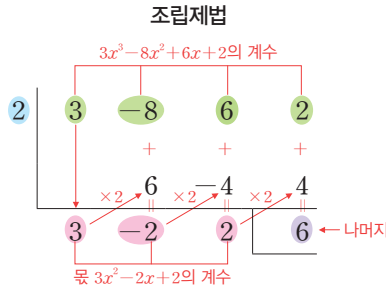 조립제법
3x³−8x²+6x+2의 계수
2 3 −8 6 2
+ + +
6 −4 4
×2 ×2 ×2
3 −2 2 6 나머지
몫 3x²−2x+2의 계수